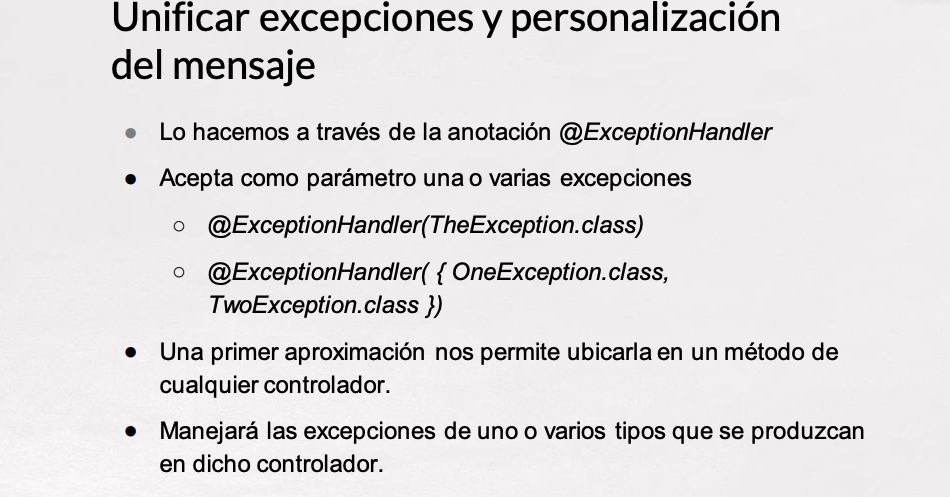 Unificar excepciones y personalización
del mensaje
● Lo hacemos a través de la anotación @ExceptionHandler
● Acepta como parámetro una o varias excepciones
○ @ExceptionHandler(TheException.class)
○ @ExceptionHandler( { OneException.class,
TwoException.class })
● Una primer aproximación nos permite ubicarla en un método de
cualquier controlador.
● Manejará las excepciones de uno o varios tipos que se produzcan
en dicho controlador.